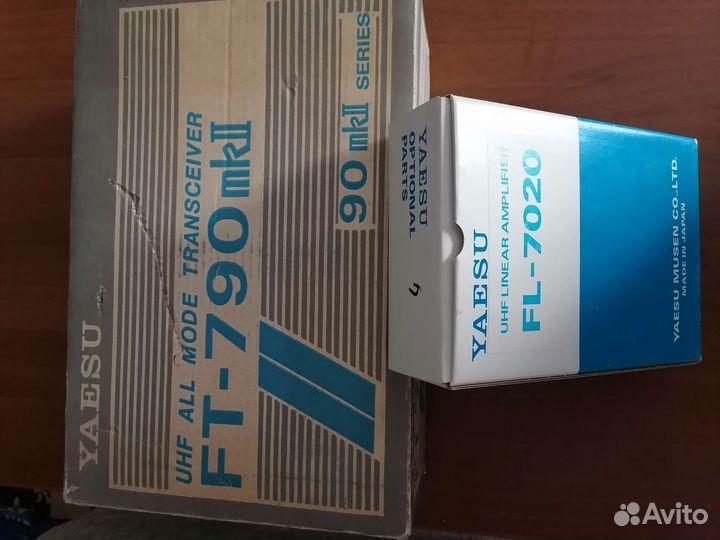 YAESU
UHF ALL MODE TRANSCEIVER
FT-790mkII
90mkII SERIES
YAESU
OPTIONAL
PARTS
4
YAESU
UHF LINEAR AMPLIFIER
FL-7020
YAESU MUSEN CO.,LTD.
MADE IN JAPAN
Avito